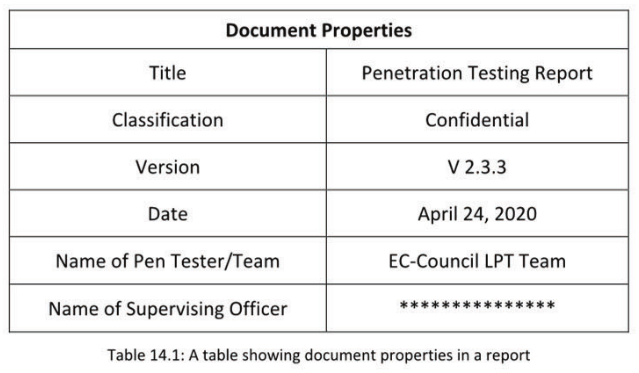 Document Properties
Title Penetration Testing Report
Classification Confidential
Version V 2.3.3
Date April 24, 2020
Name of Pen Tester/Team EC-Council LPT Team
Name of Supervising Officer ***************
Table 14.1: A table showing document properties in a report